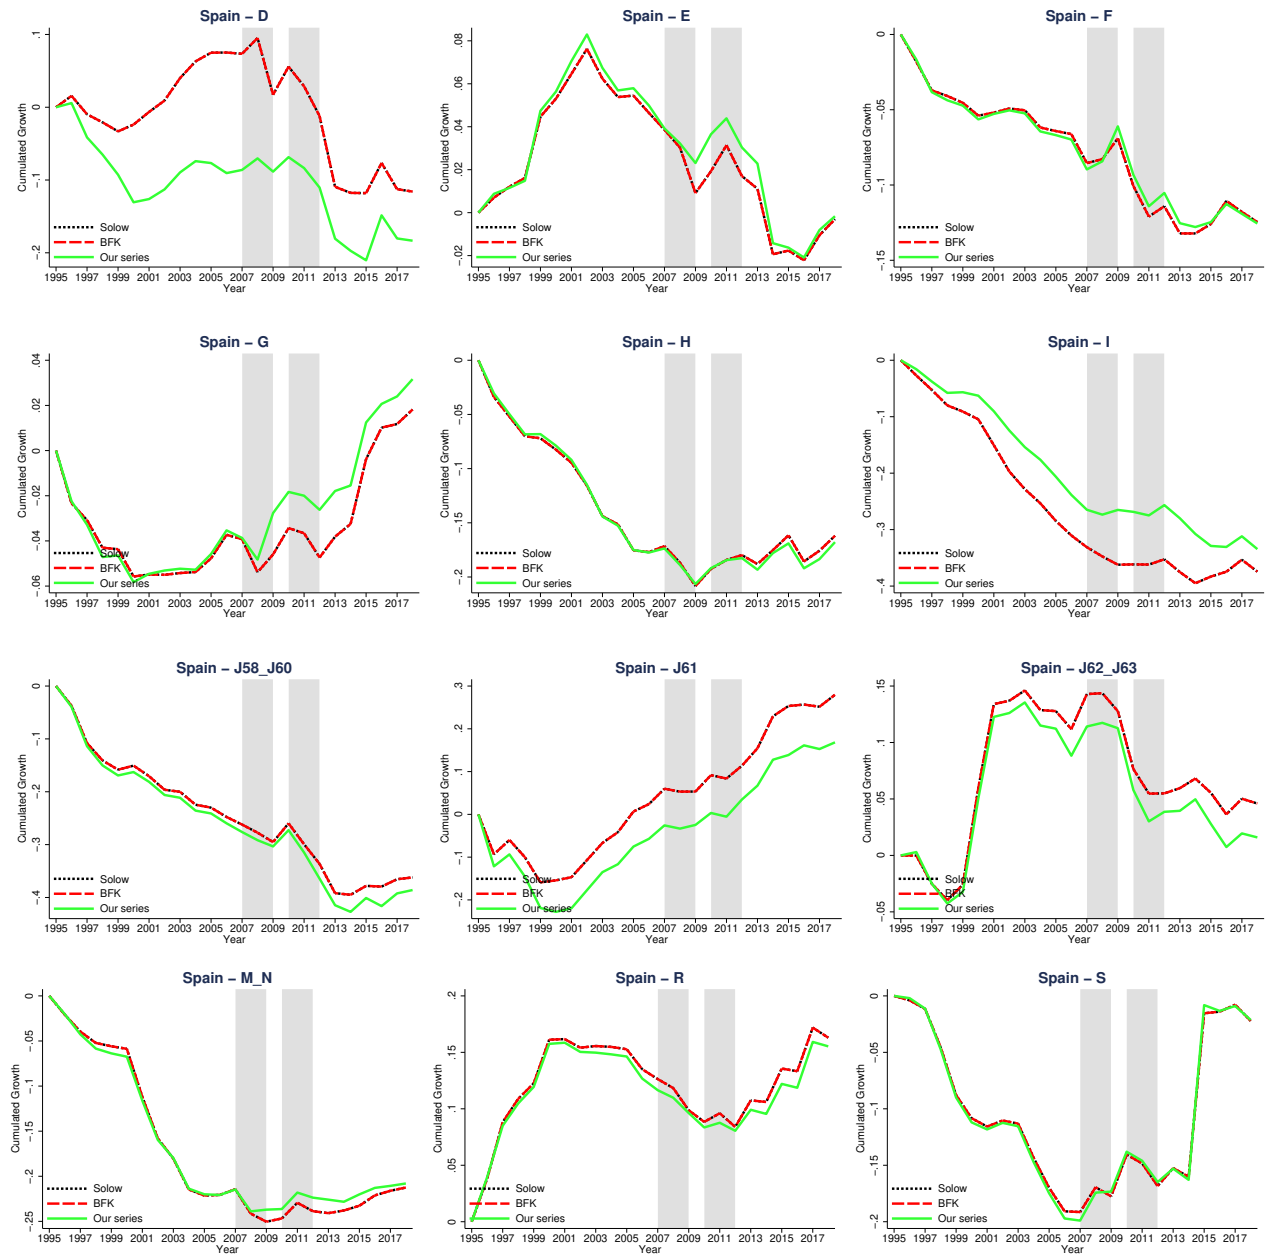 Spain – D
Cumulated Growth
.1
0
-.1
-.2
Solow
BFK
Our series
1995 1997 1999 2001 2003 2005 2007 2009 2011 2013 2015 2017
Year
Spain – E
Cumulated Growth
.08
.06
.04
.02
0
-.02
Solow
BFK
Our series
1995 1997 1999 2001 2003 2005 2007 2009 2011 2013 2015 2017
Year
Spain – F
Cumulated Growth
0
-.05
-.1
-.15
Solow
BFK
Our series
1995 1997 1999 2001 2003 2005 2007 2009 2011 2013 2015 2017
Year
Spain – G
Cumulated Growth
.04
.02
0
-.02
-.04
-.06
Solow
BFK
Our series
1995 1997 1999 2001 2003 2005 2007 2009 2011 2013 2015 2017
Year
Spain – H
Cumulated Growth
0
-.05
-.1
-.15
-.2
Solow
BFK
Our series
1995 1997 1999 2001 2003 2005 2007 2009 2011 2013 2015 2017
Year
Spain – I
Cumulated Growth
0
-.1
-.2
-.3
-.4
Solow
BFK
Our series
1995 1997 1999 2001 2003 2005 2007 2009 2011 2013 2015 2017
Year
Spain – J58_J60
Cumulated Growth
0
-.1
-.2
-.3
-.4
Solow
BFK
Our series
1995 1997 1999 2001 2003 2005 2007 2009 2011 2013 2015 2017
Year
Spain – J61
Cumulated Growth
.3
.2
.1
0
-.1
-.2
Solow
BFK
Our series
1995 1997 1999 2001 2003 2005 2007 2009 2011 2013 2015 2017
Year
Spain – J62_J63
Cumulated Growth
.15
.1
.05
0
-.05
Solow
BFK
Our series
1995 1997 1999 2001 2003 2005 2007 2009 2011 2013 2015 2017
Year
Spain – M_N
Cumulated Growth
0
-.05
-.1
-.15
-.2
-.25
Solow
BFK
Our series
1995 1997 1999 2001 2003 2005 2007 2009 2011 2013 2015 2017
Year
Spain – R
Cumulated Growth
.2
.15
.1
.05
0
Solow
BFK
Our series
1995 1997 1999 2001 2003 2005 2007 2009 2011 2013 2015 2017
Year
Spain – S
Cumulated Growth
0
-.05
-.1
-.15
-.2
Solow
BFK
Our series
1995 1997 1999 2001 2003 2005 2007 2009 2011 2013 2015 2017
Year